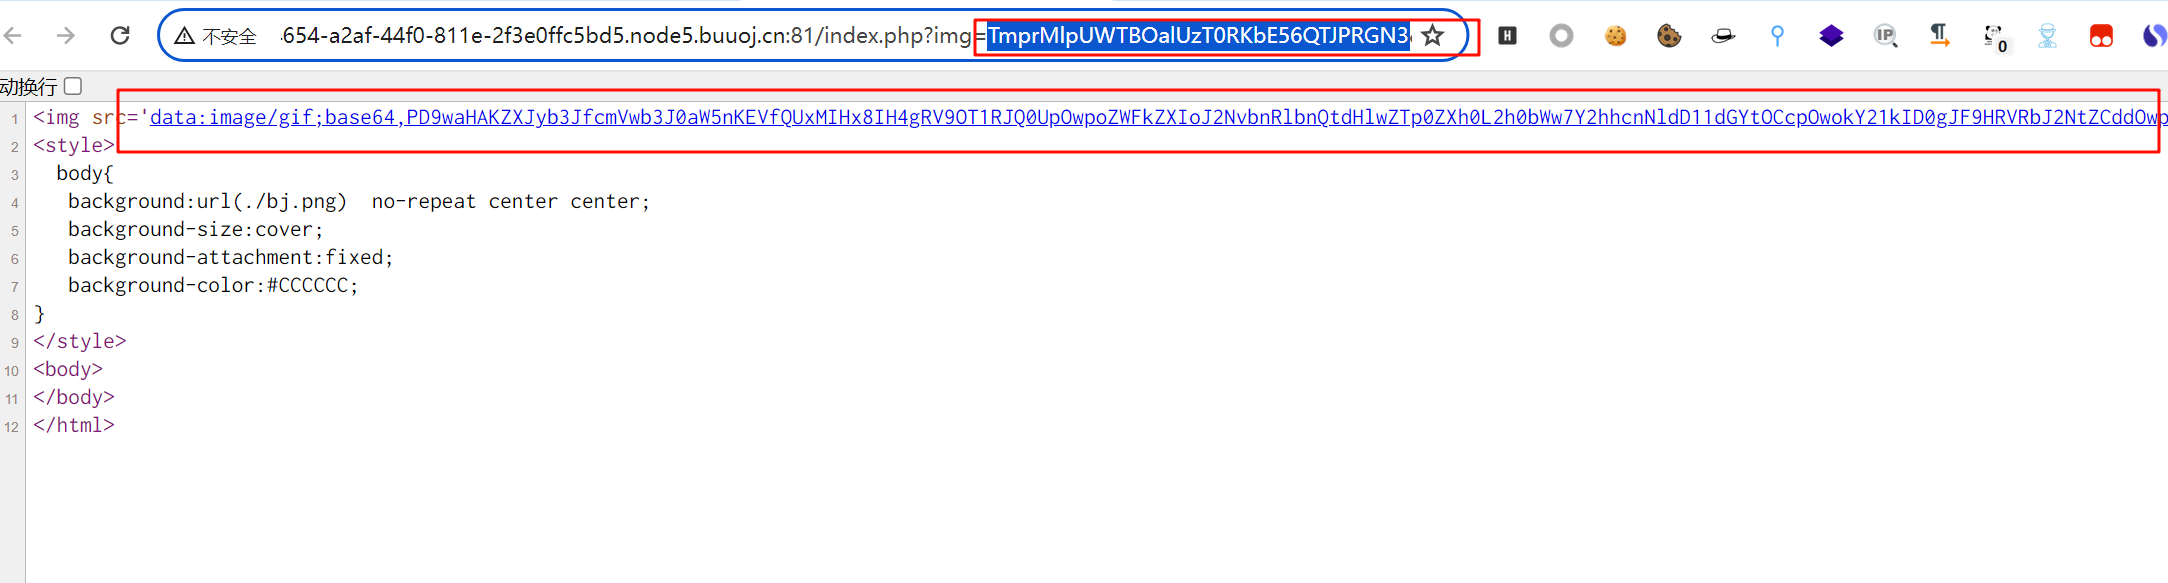 不安全 654-a2af-44f0-811e-2f3e0ffc5bd5.node5.buuoj.cn:81/index.php?img=TmprMlpUWTBOalUzT0RKbE56QTJPRGN3 H IP 0
动换行
1 <img src='data:image/gif;base64,PD9waHAKZXJyb3JfcmVwb3J0aW5nKEVfQUxMIHx8IH4gRV9OT1RJQ0UpOwpoZWFkZXIoJ2NvbnRlbnQtdHlwZTp0ZXh0L2h0bWw7Y2hhcnNldD11dGYtOCcpOwokY21kID0gJF9HRVRbJ2NtZCddOwp
2 <style>
3 body{
4 background:url(./bj.png)  no-repeat center center;
5 background-size:cover;
6 background-attachment:fixed;
7 background-color:#CCCCCC;
8 }
9 </style>
10 <body>
11 </body>
12 </html>